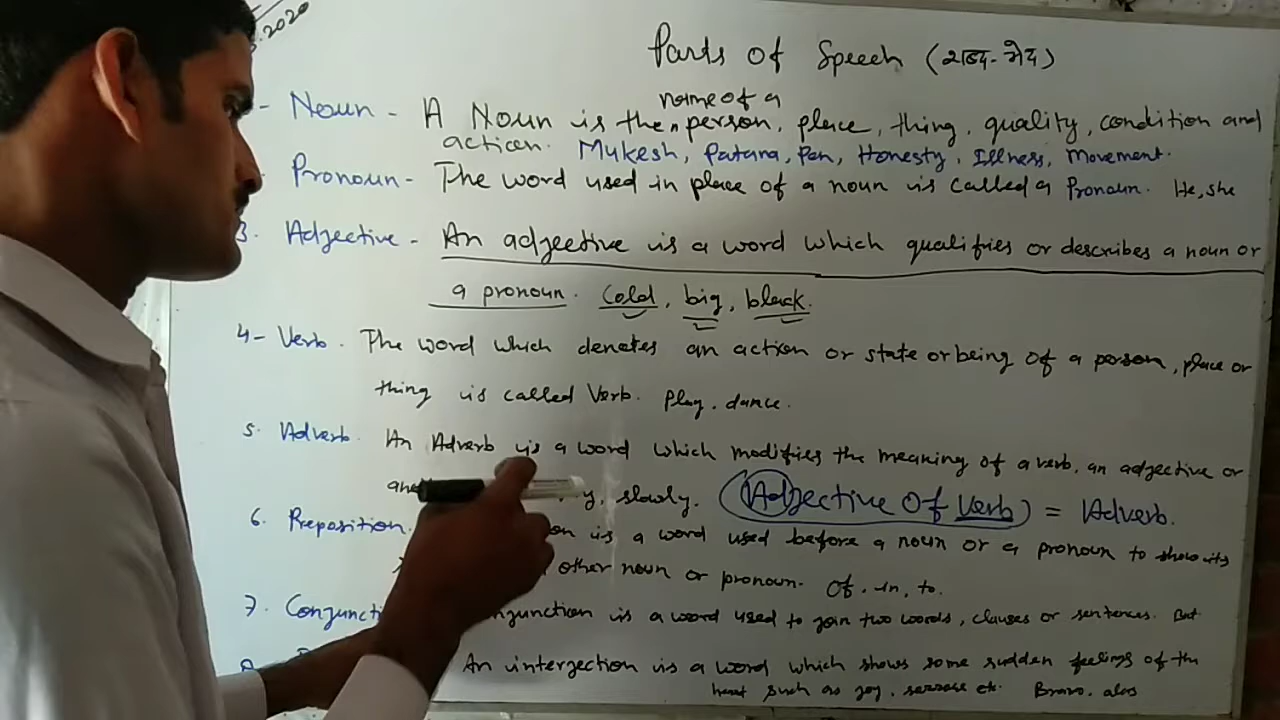 .2020
Parts of Speech (शब्द-भेद)
name of a
- Noun - A Noun is the person, place, thing, quality, condition and
action. Mukesh, Patana, Pen, Honesty, Illness, Movement.
Pronoun - The word used in place of a noun is called a Pronoun. He, she
3. Adjective - An adjective is a word which qualifies or describes a noun or
a pronoun. Cold, big, black.
4- Verb. The word which denates an action or state or being of a person, place or
thing is called Verb. Play, dance.
5. Adverb. An Adverb is a word which modifies the meaning of a verb, an adjective or
y, slowly. (Adjective Of Verb) = Adverb.
6. Preposition. on is a word used before a noun or a pronoun to show its
other noun or pronoun. Of, in, to.
7. Conjuncti njunction is a word used to join two words, clauses or sentences. But
An interjection is a word which shows some sudden feelings of the
heart such as joy, etc. Bravo, alas